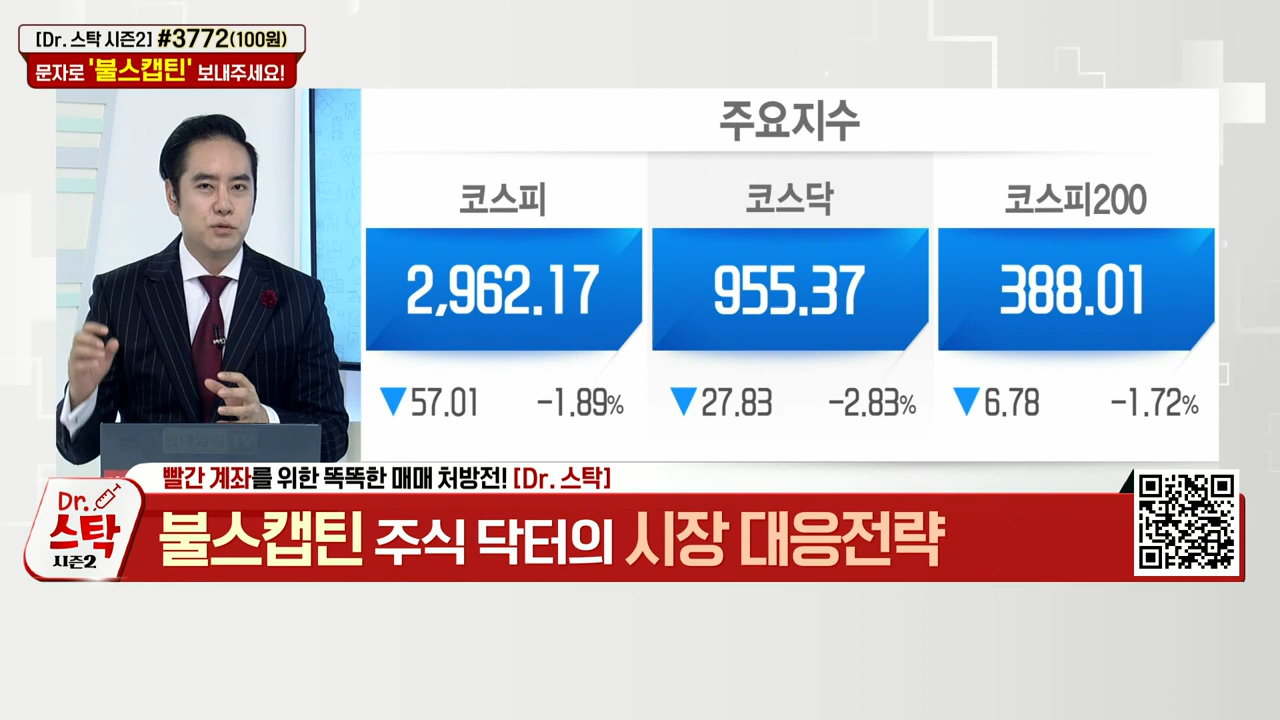 [Dr. 스탁 시즌2] #3772(100원)
문자로 '불스캡틴' 보내주세요!
주요지수
코스피
코스닥
코스피200
2,962.17
955.37
388.01
▼57.01 -1.89%
▼27.83 -2.83%
▼6.78 -1.72%
빨간 계좌를 위한 똑똑한 매매 처방전! [Dr. 스탁]
Dr.
스탁
시즌2
불스캡틴 주식 닥터의 시장 대응전략